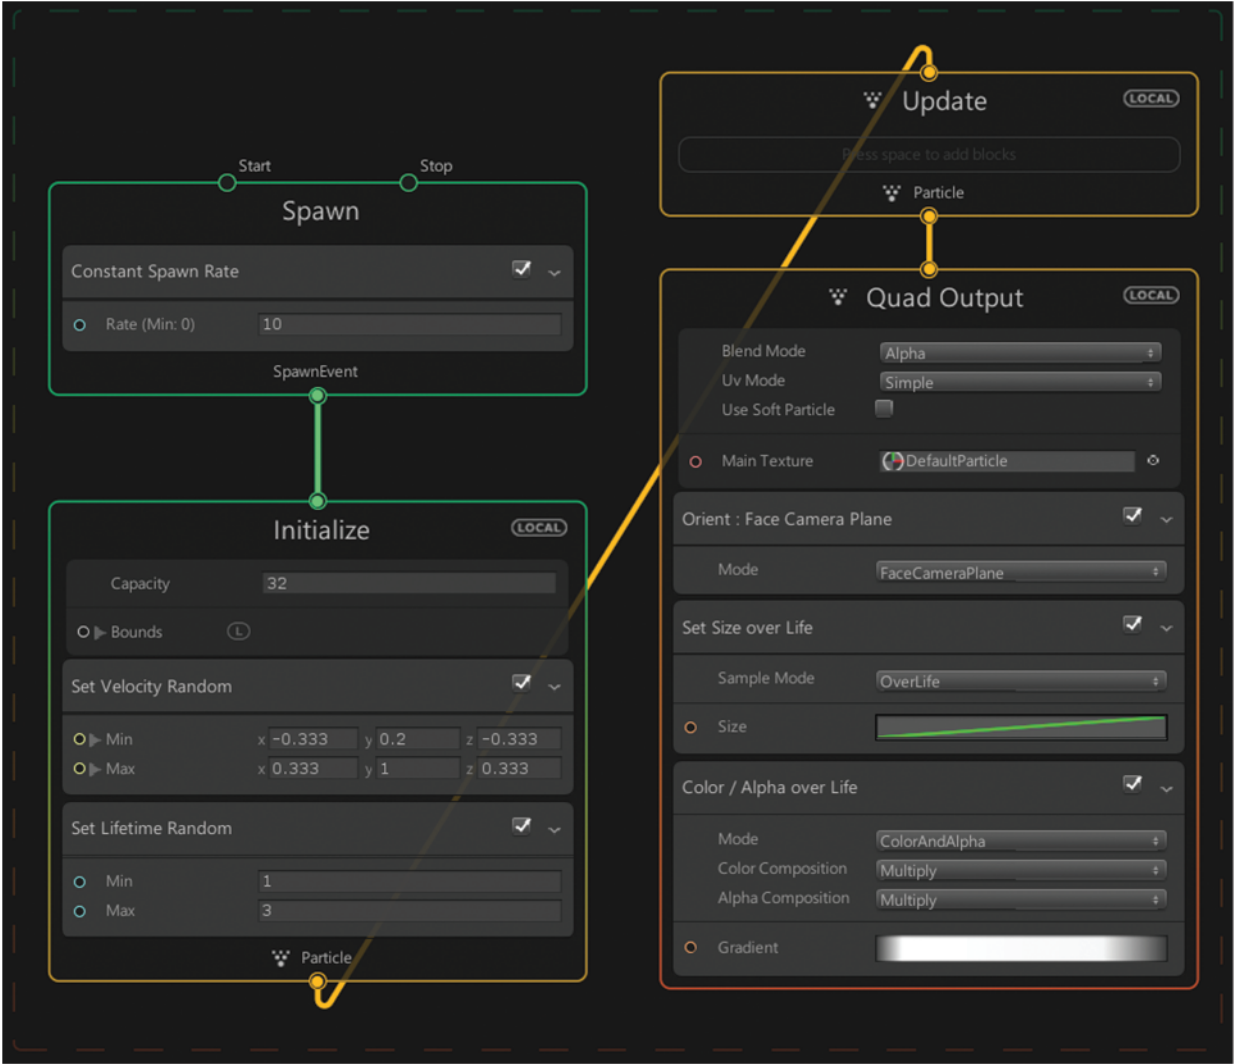 Start Stop
Spawn
Constant Spawn Rate
Rate (Min: 0) 10
SpawnEvent
Initialize LOCAL
Capacity 32
Bounds L
Set Velocity Random
Min x -0.333 y 0.2 z -0.333
Max x 0.333 y 1 z 0.333
Set Lifetime Random
Min 1
Max 3
Particle
Update LOCAL
Press space to add blocks
Particle
Quad Output LOCAL
Blend Mode Alpha
Uv Mode Simple
Use Soft Particle
Main Texture DefaultParticle
Orient : Face Camera Plane
Mode FaceCameraPlane
Set Size over Life
Sample Mode OverLife
Size
Color / Alpha over Life
Mode ColorAndAlpha
Color Composition Multiply
Alpha Composition Multiply
Gradient